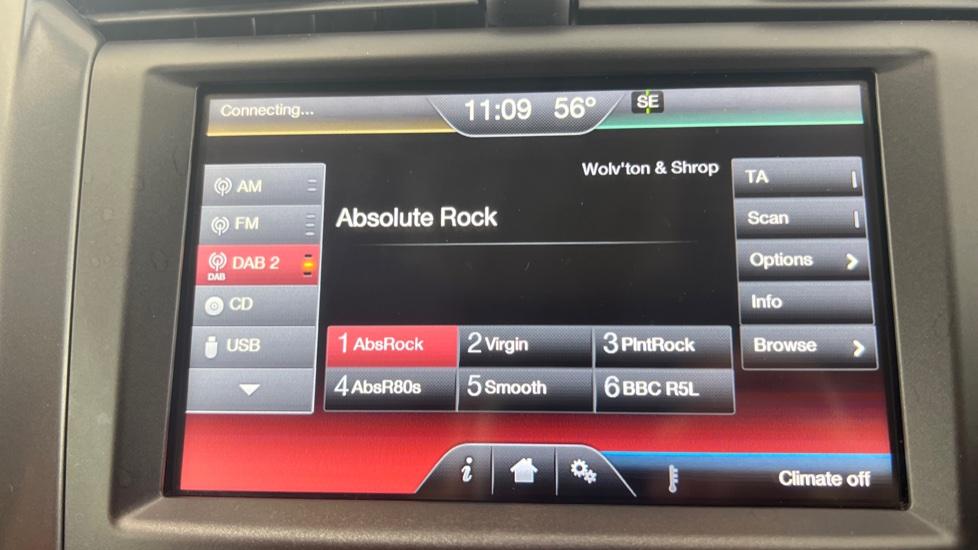 Connecting... 11:09 56° SE
Wolv'ton & Shrop
AM
FM
DAB
DAB 2
CD
USB
Absolute Rock
1 AbsRock 2 Virgin 3 PlntRock
4 AbsR80s 5 Smooth 6 BBC R5L
TA
Scan
Options
Info
Browse
i
Climate off